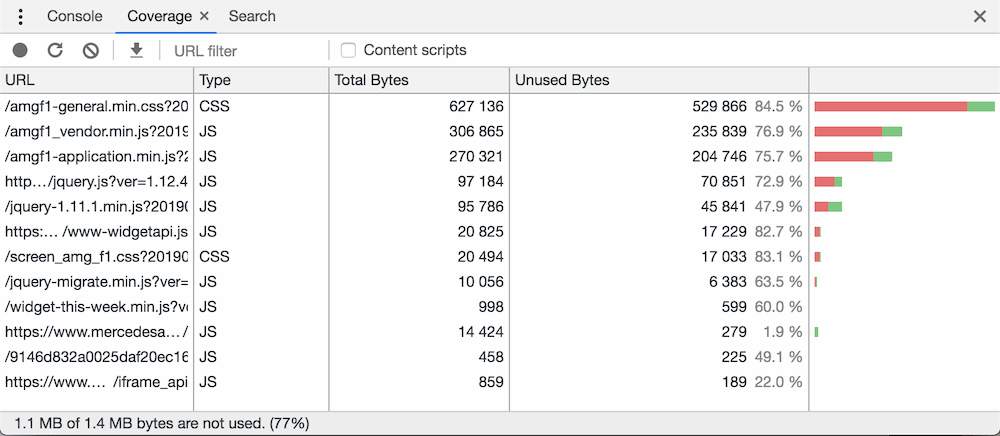 Console Coverage × Search ×
URL filter Content scripts
URL Type Total Bytes Unused Bytes
/amgf1-general.min.css?20 CSS 627 136 529 866 84.5 %
/amgf1_vendor.min.js?2019 JS 306 865 235 839 76.9 %
/amgf1-application.min.js?2 JS 270 321 204 746 75.7 %
http…/jquery.js?ver=1.12.4 JS 97 184 70 851 72.9 %
/jquery-1.11.1.min.js?20190 JS 95 786 45 841 47.9 %
https:… /www-widgetapi.js JS 20 825 17 229 82.7 %
/screen_amg_f1.css?20190 CSS 20 494 17 033 83.1 %
/jquery-migrate.min.js?ver= JS 10 056 6 383 63.5 %
/widget-this-week.min.js?ve JS 998 599 60.0 %
https://www.mercedesa… / JS 14 424 279 1.9 %
/9146d832a0025daf20ec16 JS 458 225 49.1 %
https://www.… /iframe_api JS 859 189 22.0 %
1.1 MB of 1.4 MB bytes are not used. (77%)